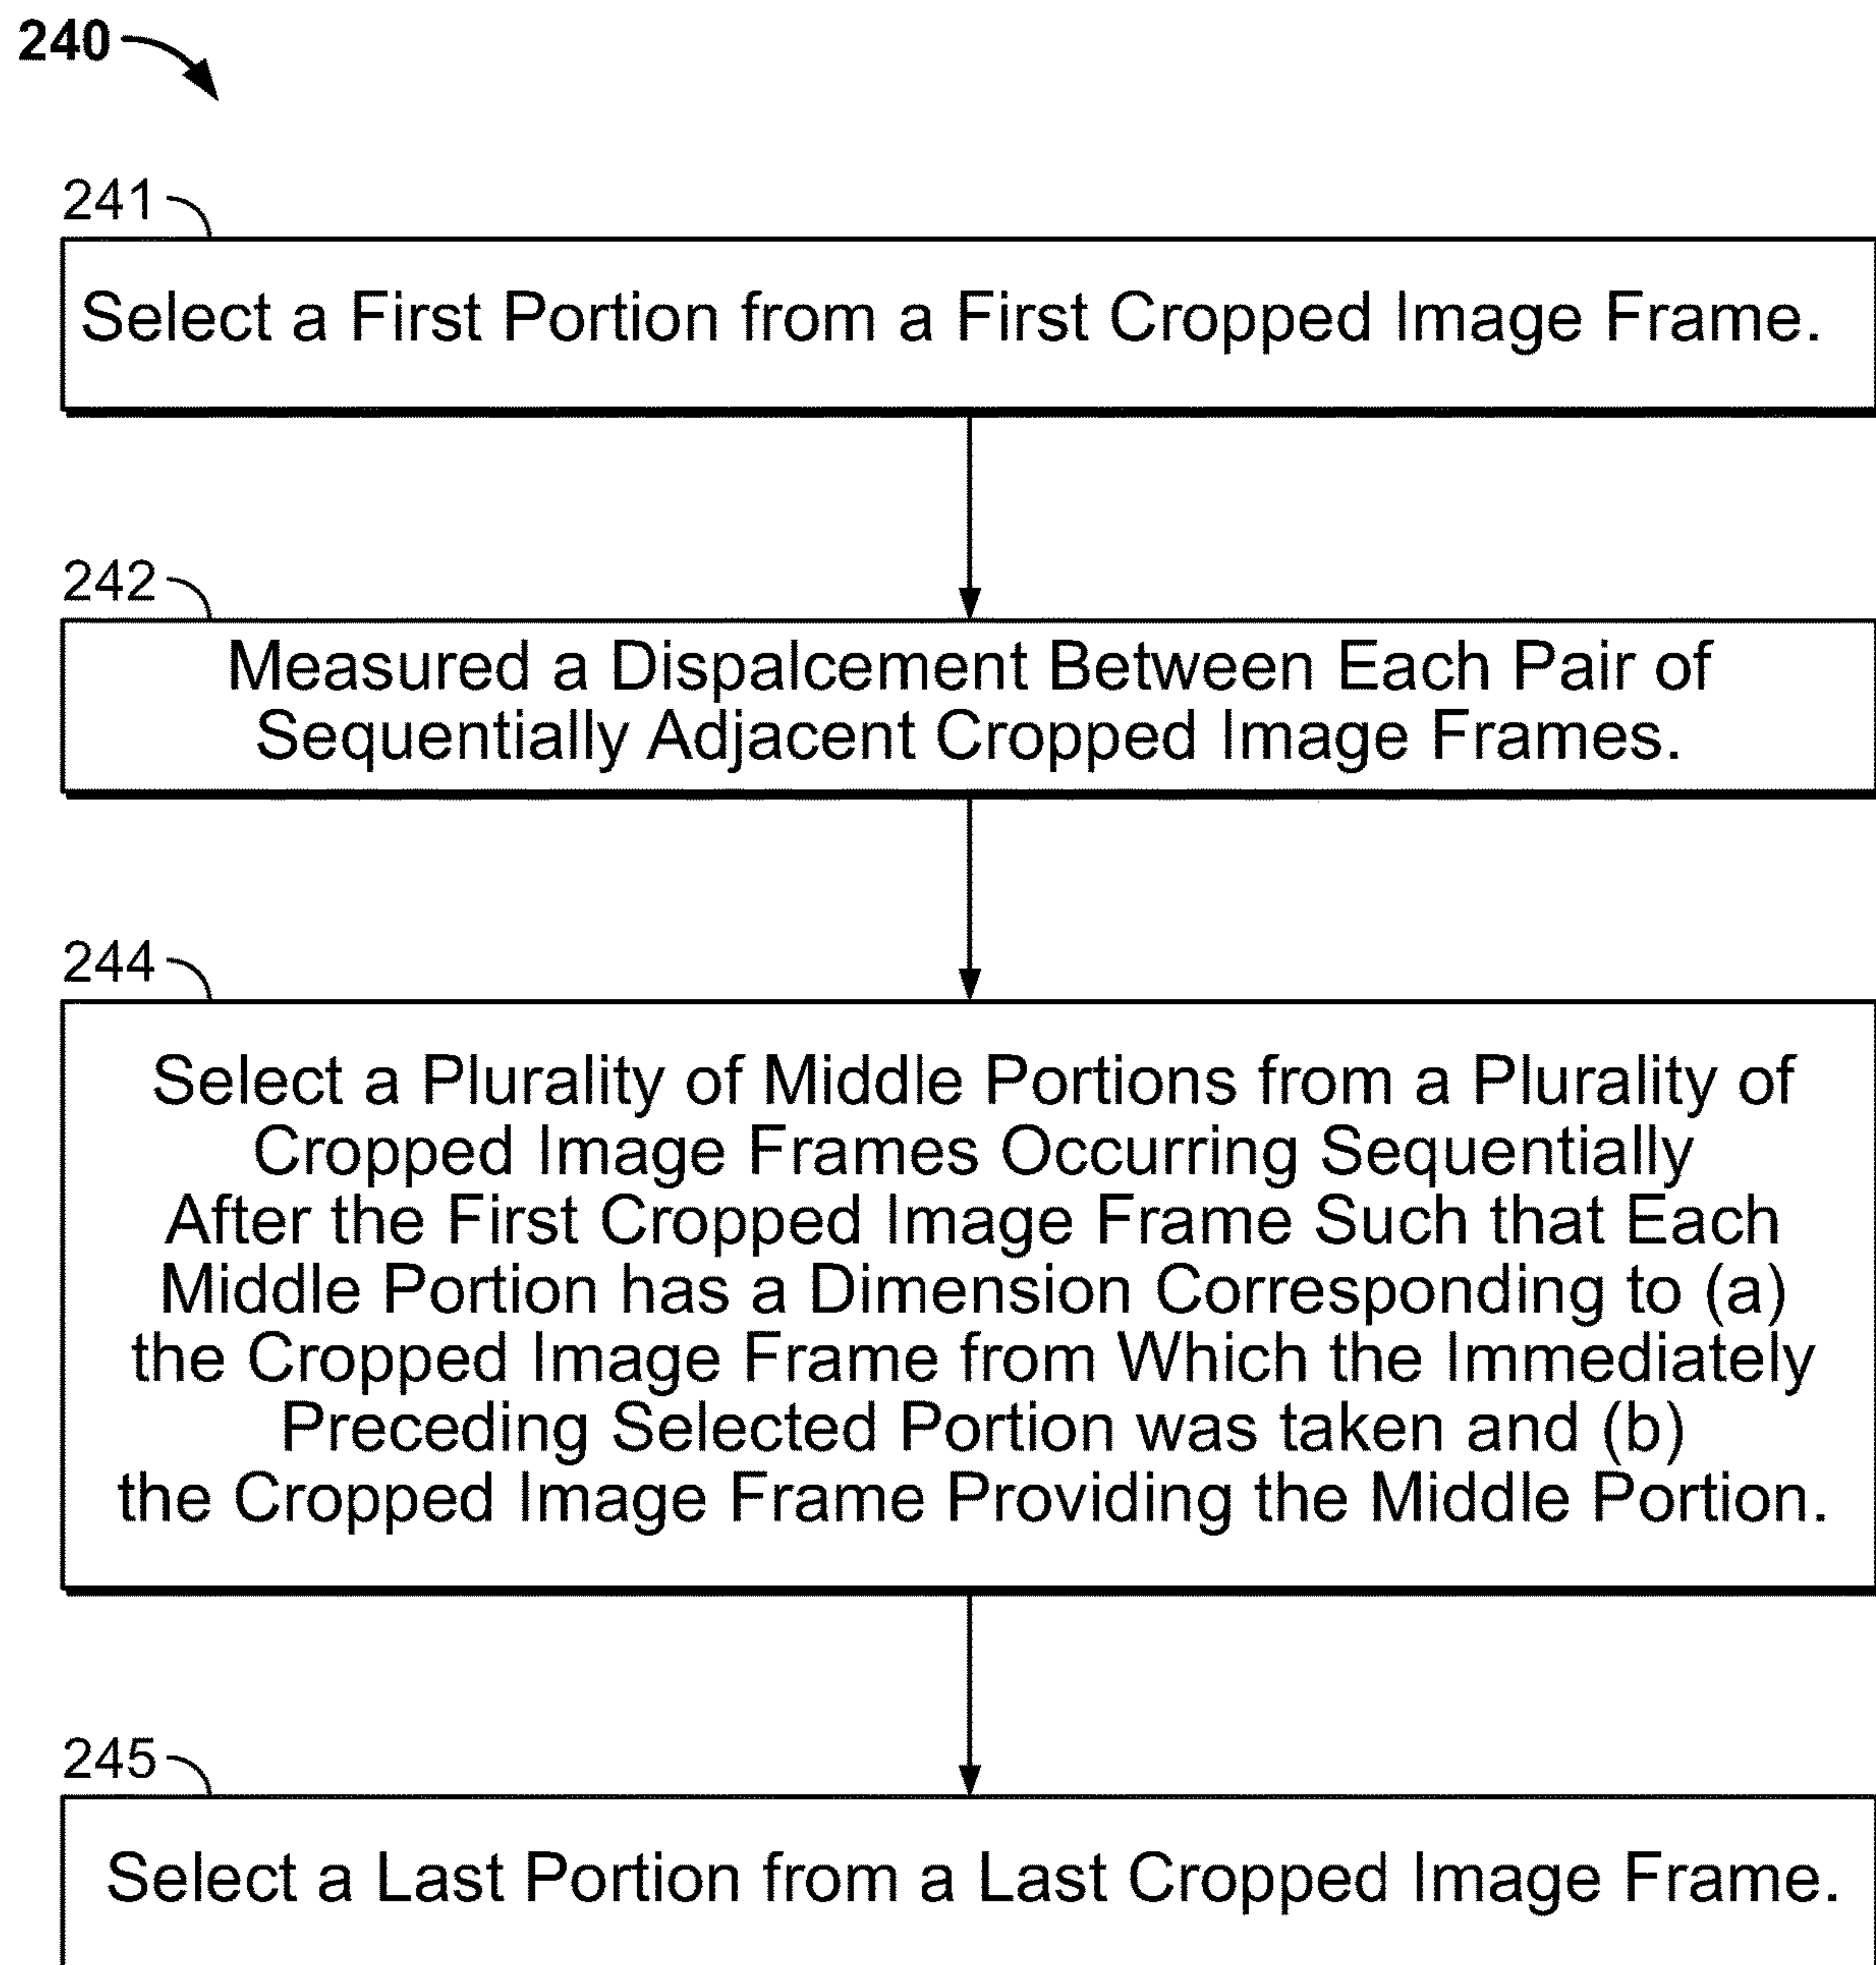 240
241
Select a First Portion from a First Cropped Image Frame.
242
Measured a Dispalcement Between Each Pair of
Sequentially Adjacent Cropped Image Frames.
244
Select a Plurality of Middle Portions from a Plurality of
Cropped Image Frames Occurring Sequentially
After the First Cropped Image Frame Such that Each
Middle Portion has a Dimension Corresponding to (a)
the Cropped Image Frame from Which the Immediately
Preceding Selected Portion was taken and (b)
the Cropped Image Frame Providing the Middle Portion.
245
Select a Last Portion from a Last Cropped Image Frame.